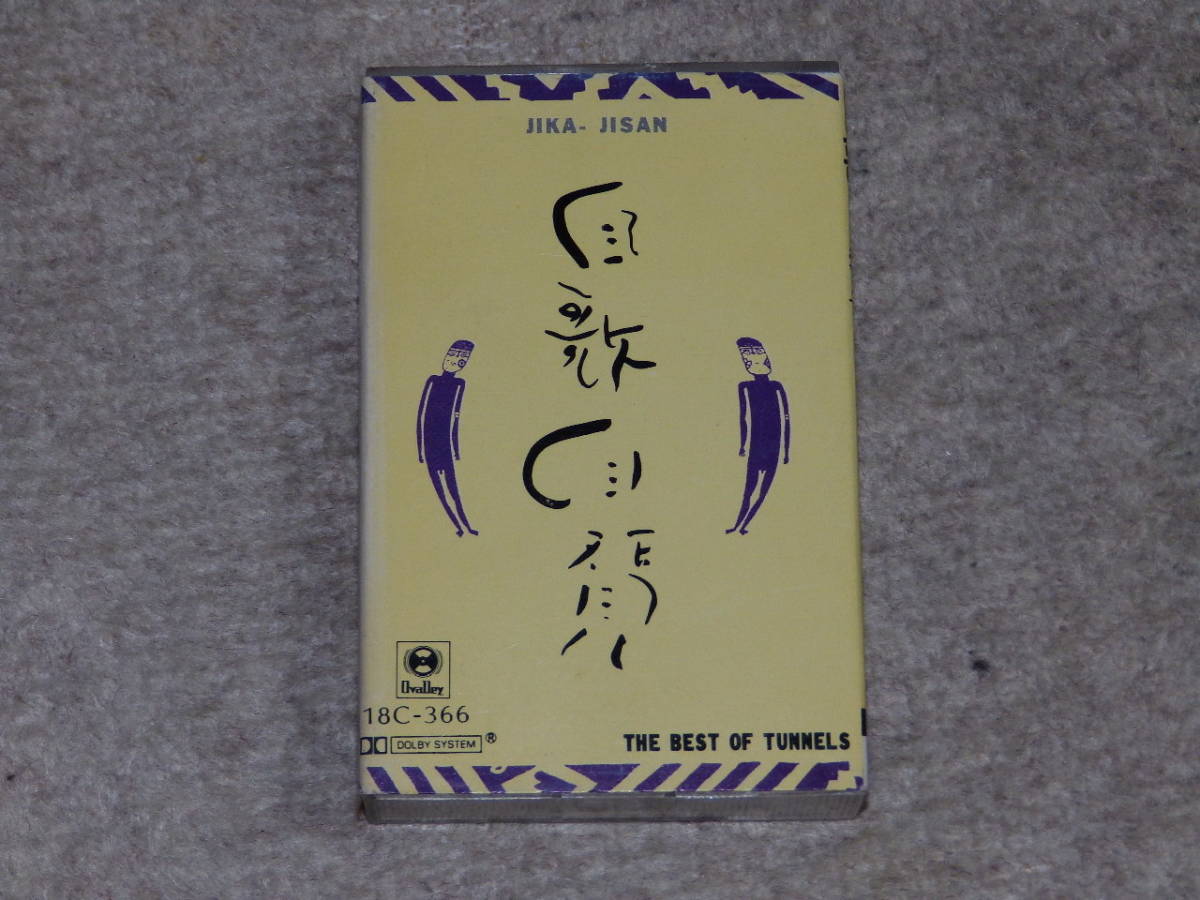 JIKA- JISAN
自歌自賛
Ovalley
18C-366
DOLBY SYSTEM®
THE BEST OF TUNNELS